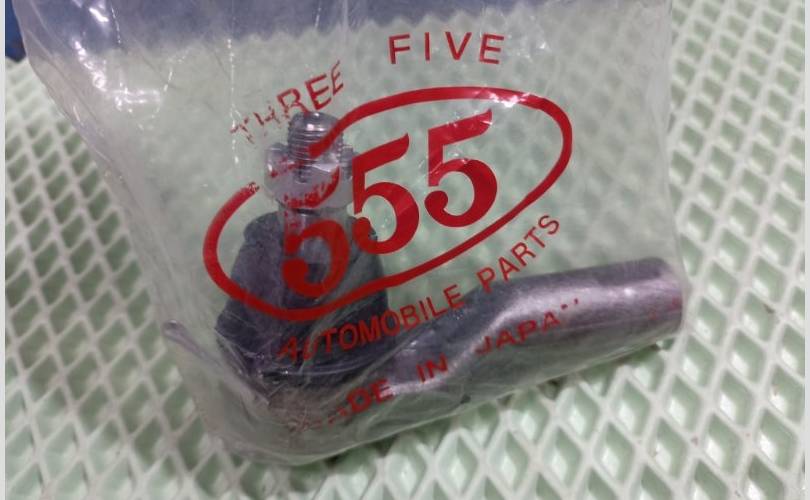 THREE FIVE
555
AUTOMOBILE PARTS
MADE IN JAPAN